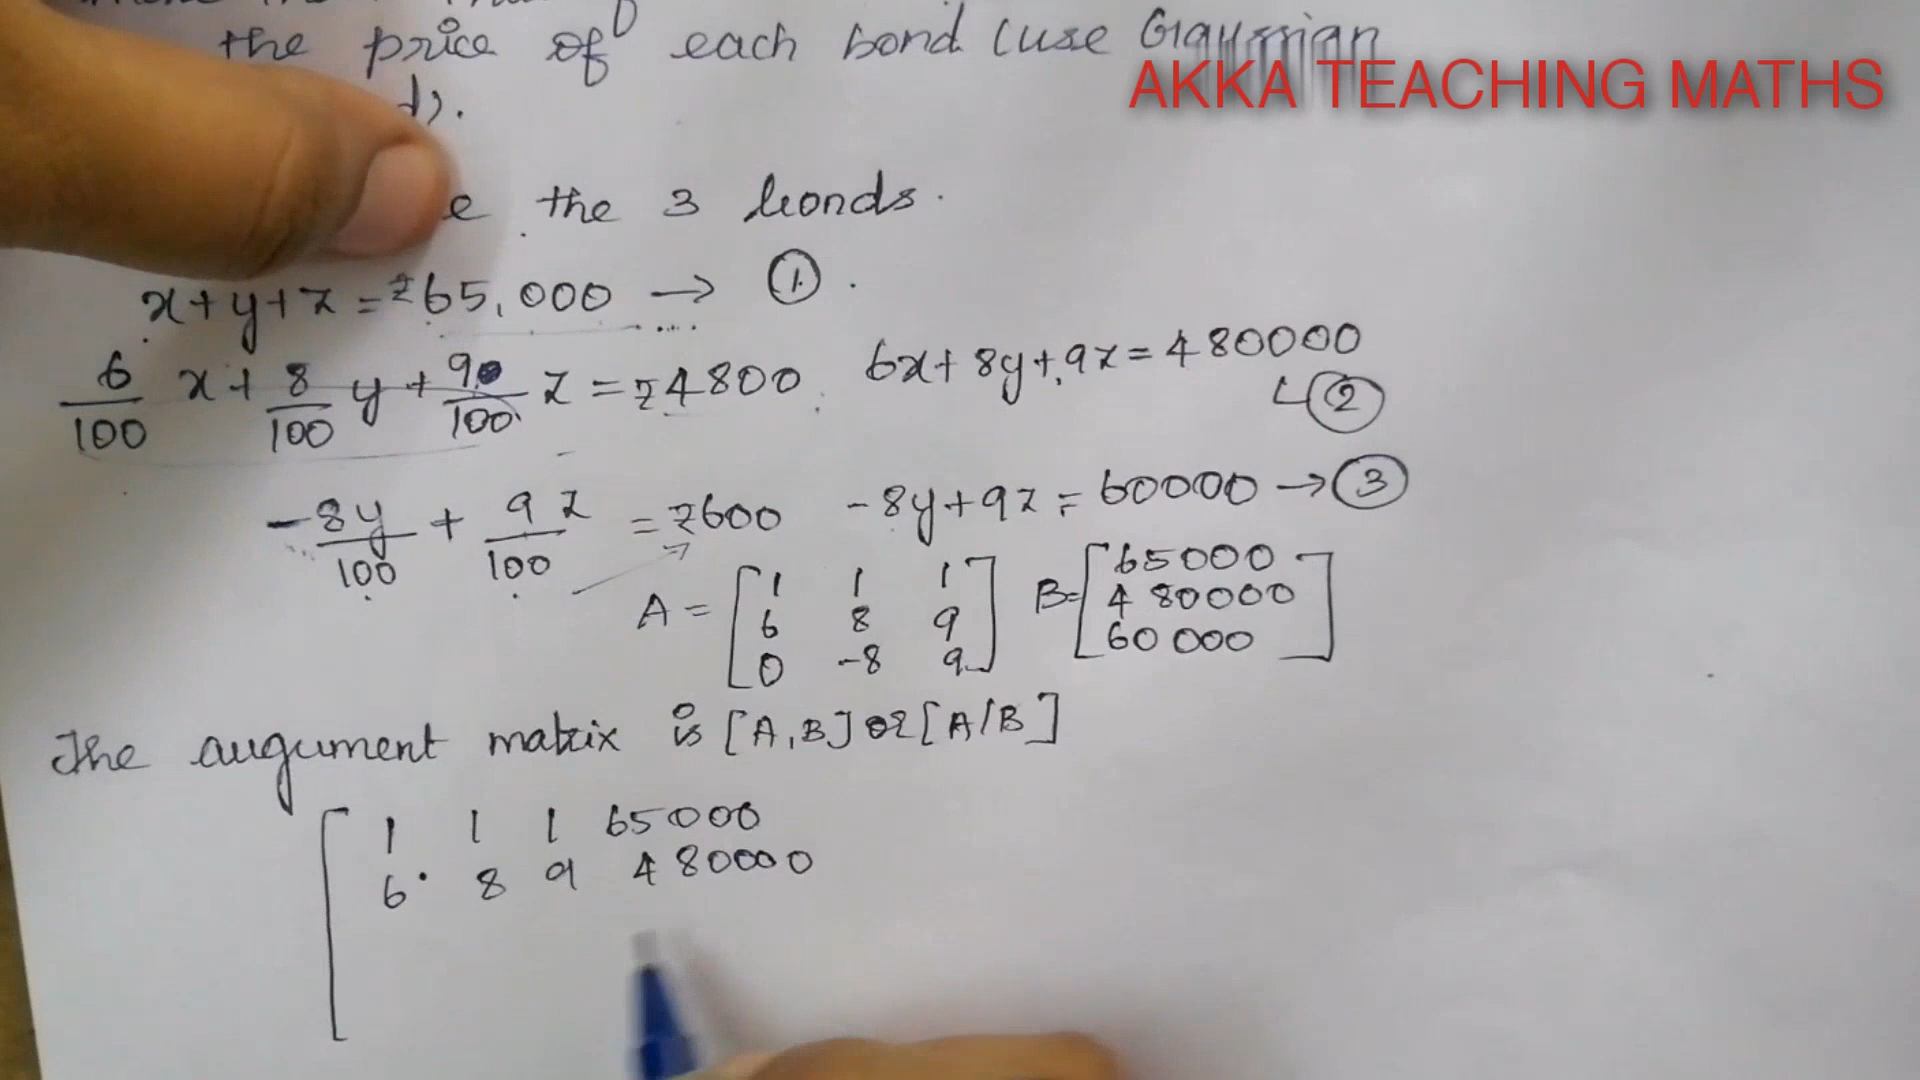 the price of each bond (use Gaussian
AKKA TEACHING MATHS
d).
e the 3 bonds.
x+y+z = ₹65,000 → ①.
6/100 x + 8/100 y + 9/100 z = ₹4800. 6x+8y+9z = 480000
↳②
-8y/100 + 9z/100 = ₹600 -8y+9z = 60000 → ③
A = [1 1 1 B = [65000
6 8 9 480000
0 -8 9] 60000]
The augument matrix is [A,B] or [A/B]
[1 1 1 65000
6 8 9 480000